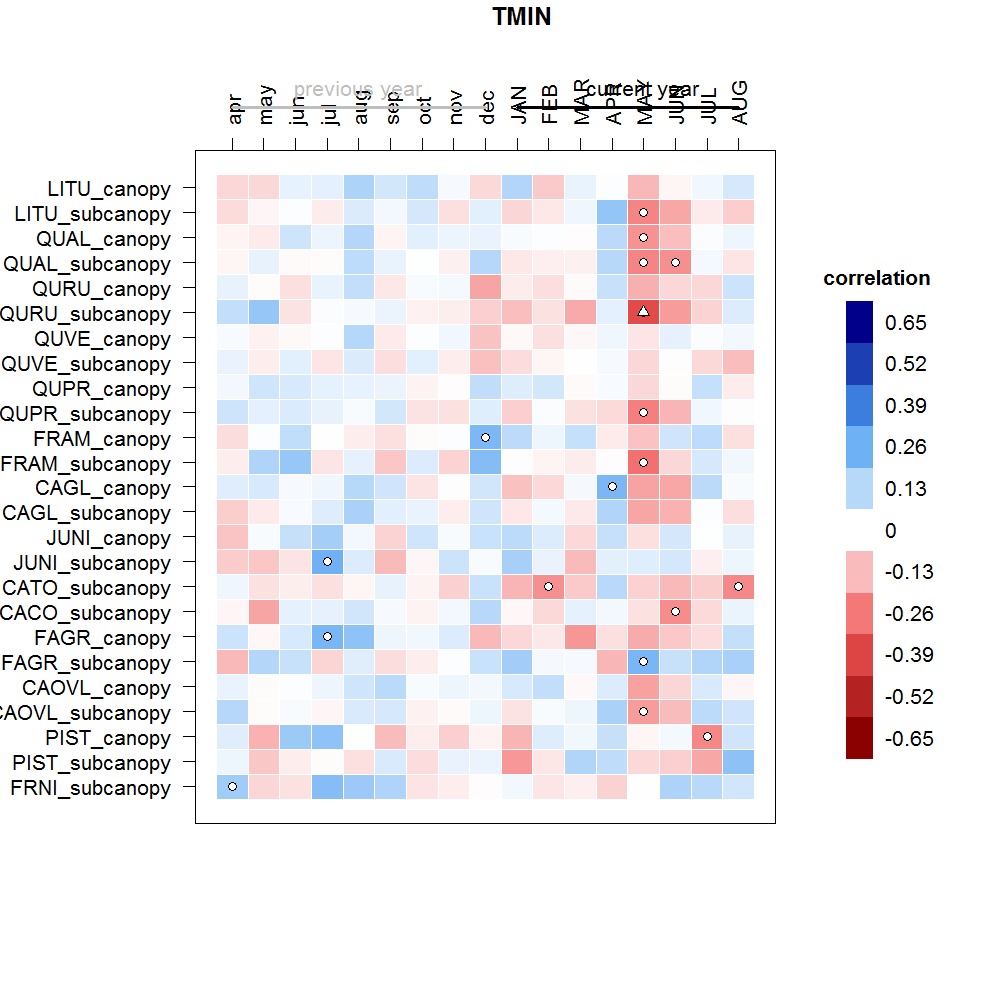 TMIN
previous year
current year
apr
may
jun
jul
aug
sep
oct
nov
dec
JAN
FEB
MAR
APR
MAY
JUN
JUL
AUG
LITU_canopy
LITU_subcanopy
QUAL_canopy
QUAL_subcanopy
QURU_canopy
QURU_subcanopy
QUVE_canopy
QUVE_subcanopy
QUPR_canopy
QUPR_subcanopy
FRAM_canopy
FRAM_subcanopy
CAGL_canopy
CAGL_subcanopy
JUNI_canopy
JUNI_subcanopy
CATO_subcanopy
CACO_subcanopy
FAGR_canopy
FAGR_subcanopy
CAOVL_canopy
CAOVL_subcanopy
PIST_canopy
PIST_subcanopy
FRNI_subcanopy
correlation
0.65
0.52
0.39
0.26
0.13
0
-0.13
-0.26
-0.39
-0.52
-0.65